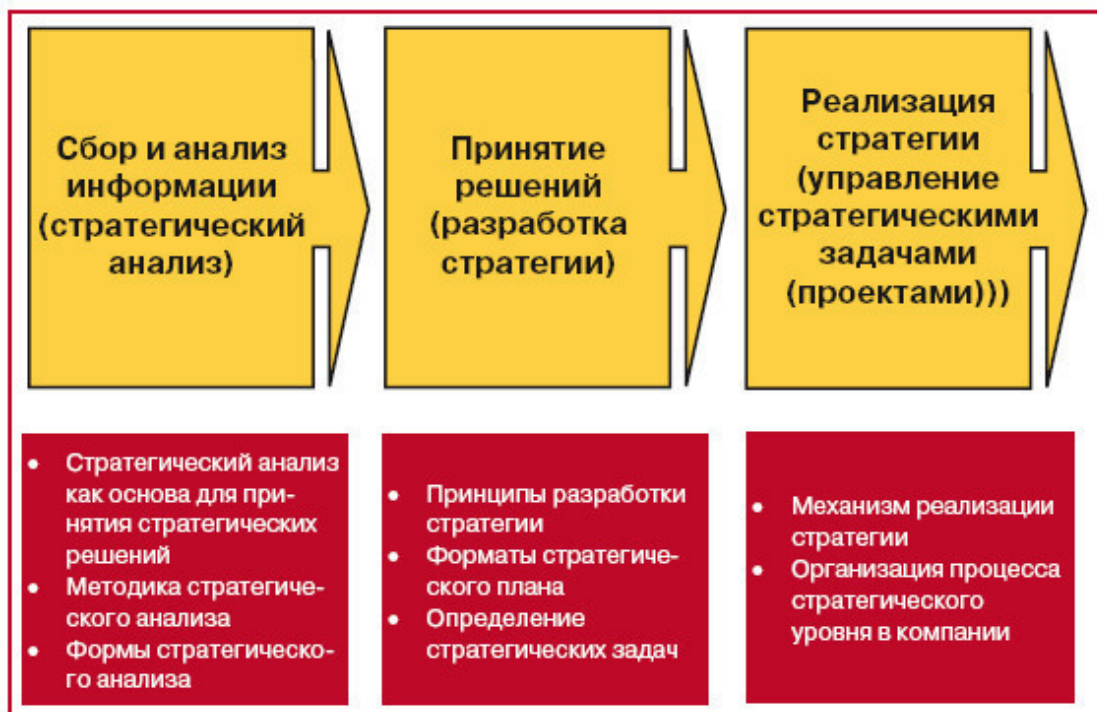 Сбор и анализ
информации
(стратегический
анализ)
Принятие
решений
(разработка
стратегии)
Реализация
стратегии
(управление
стратегическими
задачами
(проектами)))
• Стратегический анализ
как основа для при-
нятия стратегических
решений
• Методика стратегиче-
ского анализа
• Формы стратегическо-
го анализа
• Принципы разработки
стратегии
• Форматы стратегиче-
ского плана
• Определение
стратегических задач
• Механизм реализации
стратегии
• Организация процесса
стратегического
уровня в компании